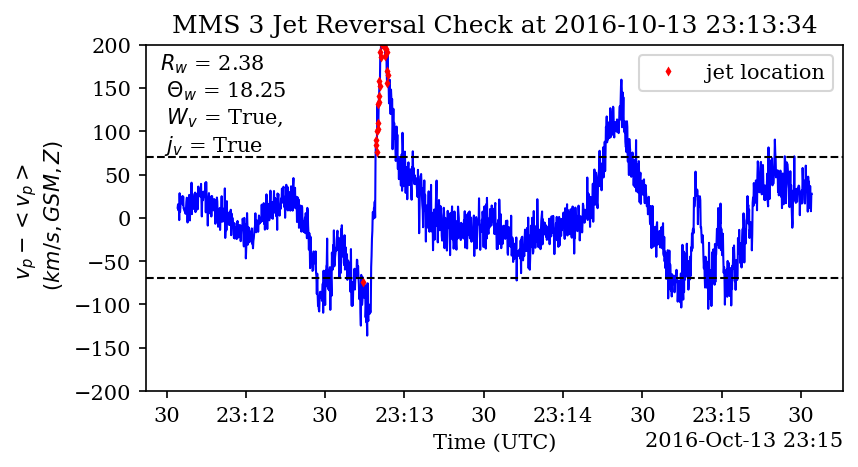 MMS 3 Jet Reversal Check at 2016-10-13 23:13:34
R_w = 2.38
Θ_w = 18.25
W_v = True,
j_v = True
jet location
v_p − < v_p >
(km/s, GSM, Z)
200
150
100
50
0
−50
−100
−150
−200
30 23:12 30 23:13 30 23:14 30 23:15 30
Time (UTC)
2016-Oct-13 23:15